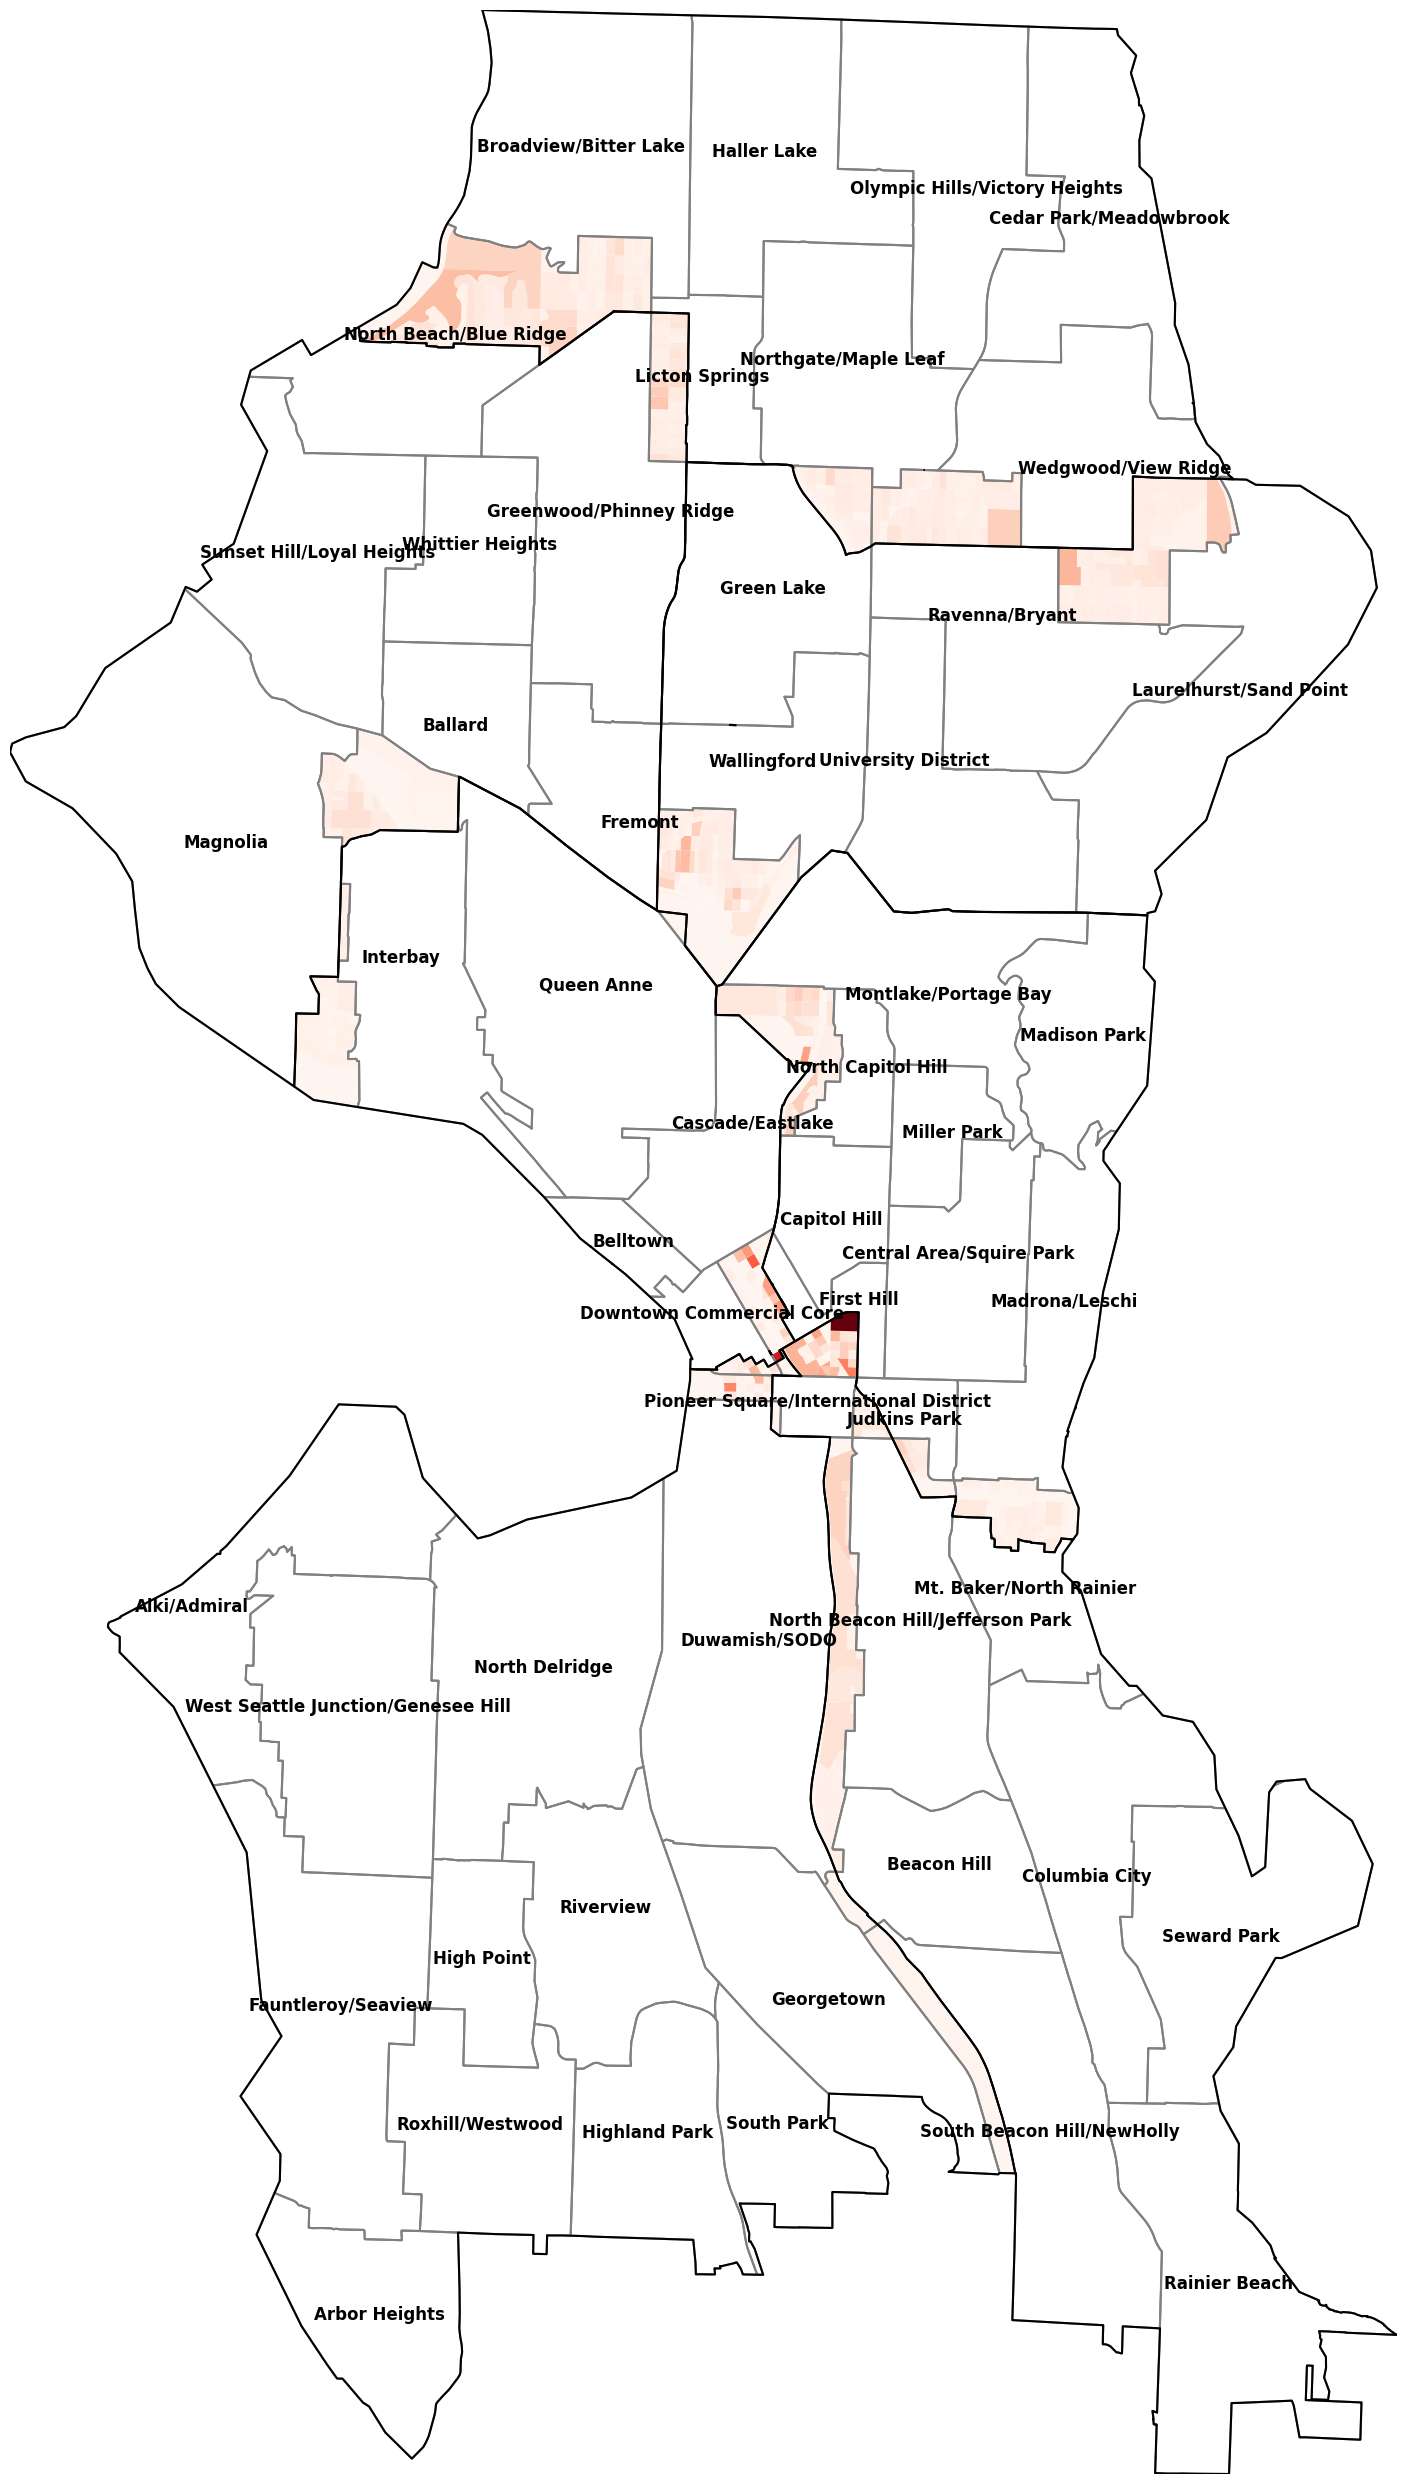 Broadview/Bitter Lake
Haller Lake
Olympic Hills/Victory Heights
Cedar Park/Meadowbrook
North Beach/Blue Ridge
Northgate/Maple Leaf
Licton Springs
Wedgwood/View Ridge
Greenwood/Phinney Ridge
Whittier Heights
Sunset Hill/Loyal Heights
Green Lake
Ravenna/Bryant
Laurelhurst/Sand Point
Ballard
Wallingford
University District
Fremont
Magnolia
Interbay
Queen Anne
Montlake/Portage Bay
Madison Park
North Capitol Hill
Cascade/Eastlake
Miller Park
Capitol Hill
Belltown
Central Area/Squire Park
First Hill
Madrona/Leschi
Downtown Commercial Core
Pioneer Square/International District
Judkins Park
Mt. Baker/North Rainier
Alki/Admiral
North Beacon Hill/Jefferson Park
Duwamish/SODO
North Delridge
West Seattle Junction/Genesee Hill
Beacon Hill
Columbia City
Riverview
Seward Park
High Point
Georgetown
Fauntleroy/Seaview
Roxhill/Westwood
South Park
Highland Park
South Beacon Hill/NewHolly
Rainier Beach
Arbor Heights